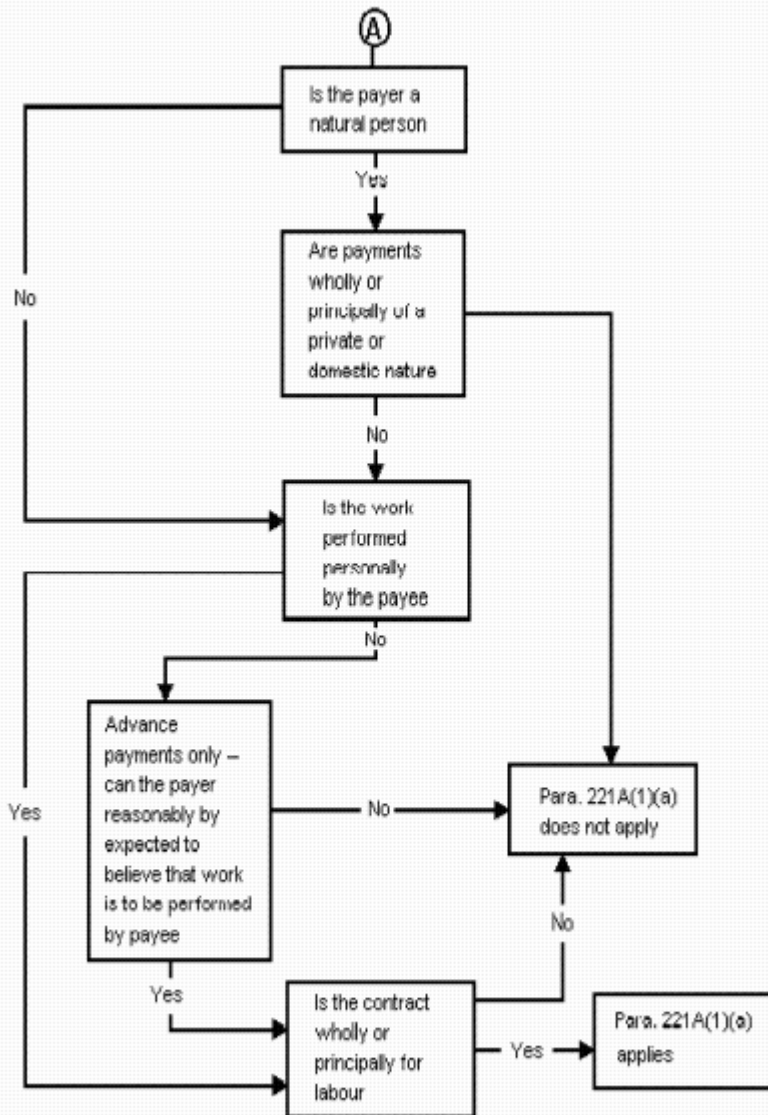 A
Is the payer a
natural person
Yes
Are payments
wholly or
principally of a
private or
domestic nature
No
No
Is the work
performed
personally
by the payee
No
Advance
payments only –
can the payer
reasonably by
expected to
believe that work
is to be performed
by payee
No
Para. 221A(1)(a)
does not apply
Yes
No
Yes
Is the contract
wholly or
principally for
labour
Yes
Para. 221A(1)(a)
applies